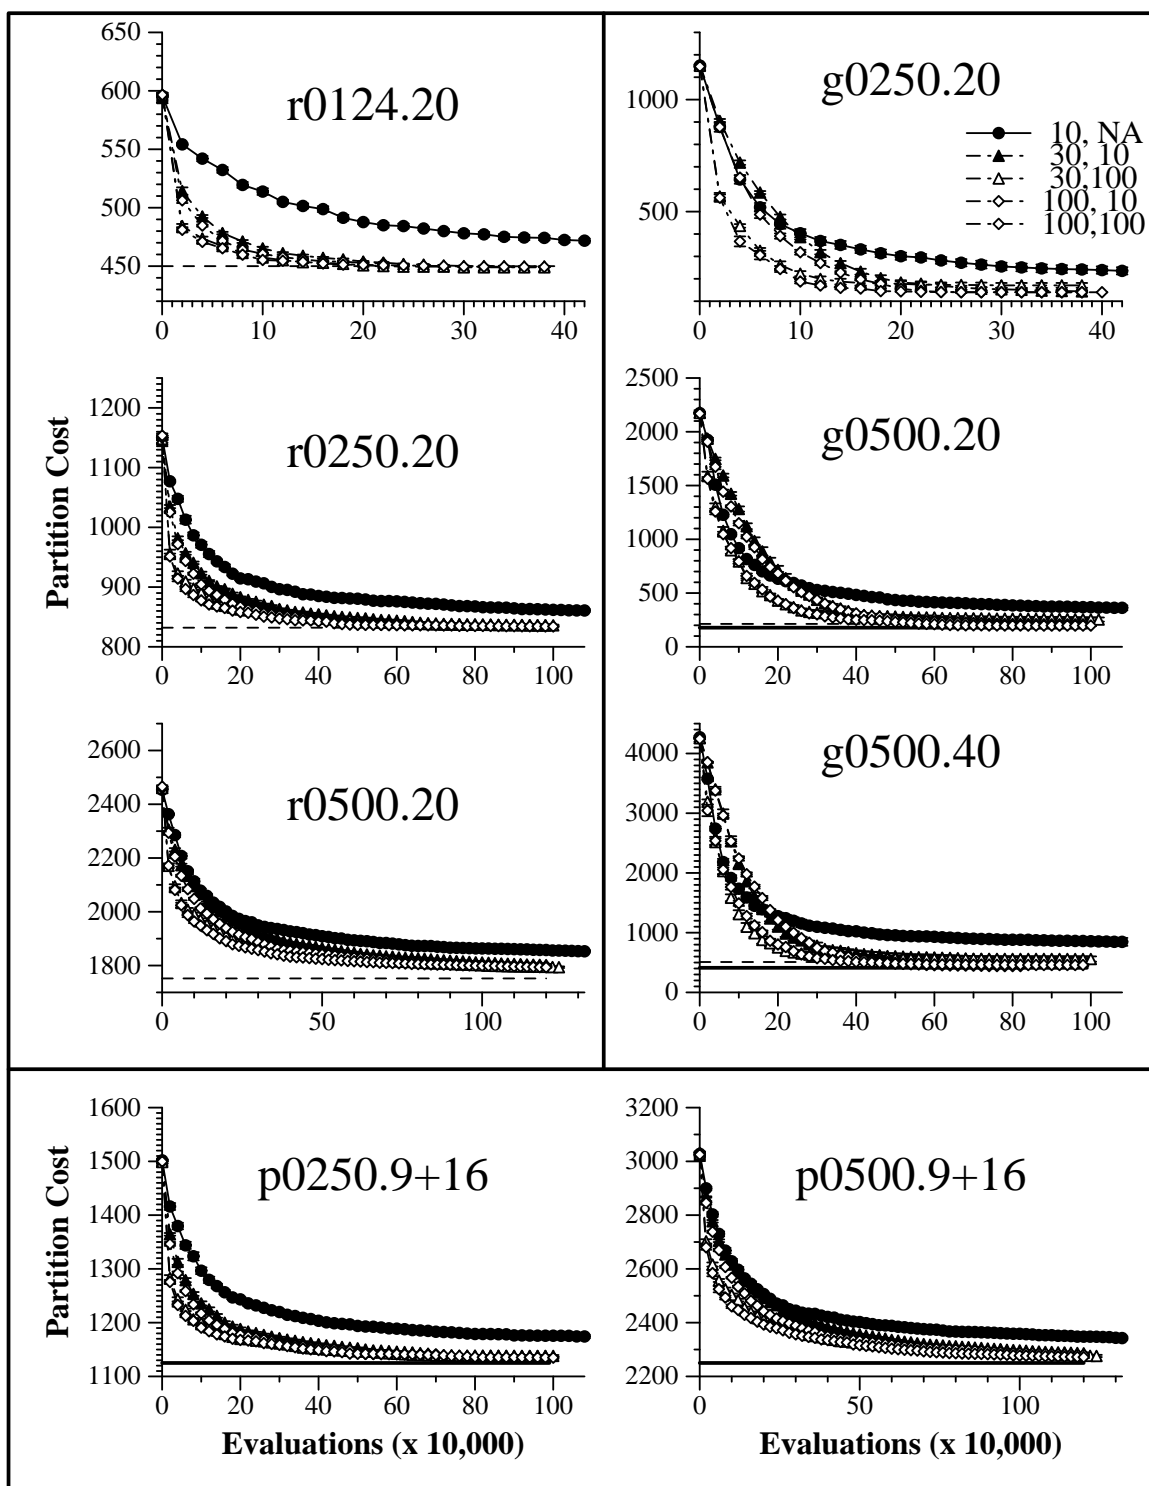 r0124.20
650
600
550
500
450
0 10 20 30 40
g0250.20
1000
500
0 10 20 30 40
10, NA
30, 10
30,100
100, 10
100,100
Partition Cost
r0250.20
1200
1100
1000
900
800
0 20 40 60 80 100
g0500.20
2500
2000
1500
1000
500
0
0 20 40 60 80 100
r0500.20
2600
2400
2200
2000
1800
0 50 100
g0500.40
4000
3000
2000
1000
0
0 20 40 60 80 100
Partition Cost
p0250.9+16
1600
1500
1400
1300
1200
1100
0 20 40 60 80 100
Evaluations (x 10,000)
p0500.9+16
3200
3000
2800
2600
2400
2200
0 50 100
Evaluations (x 10,000)